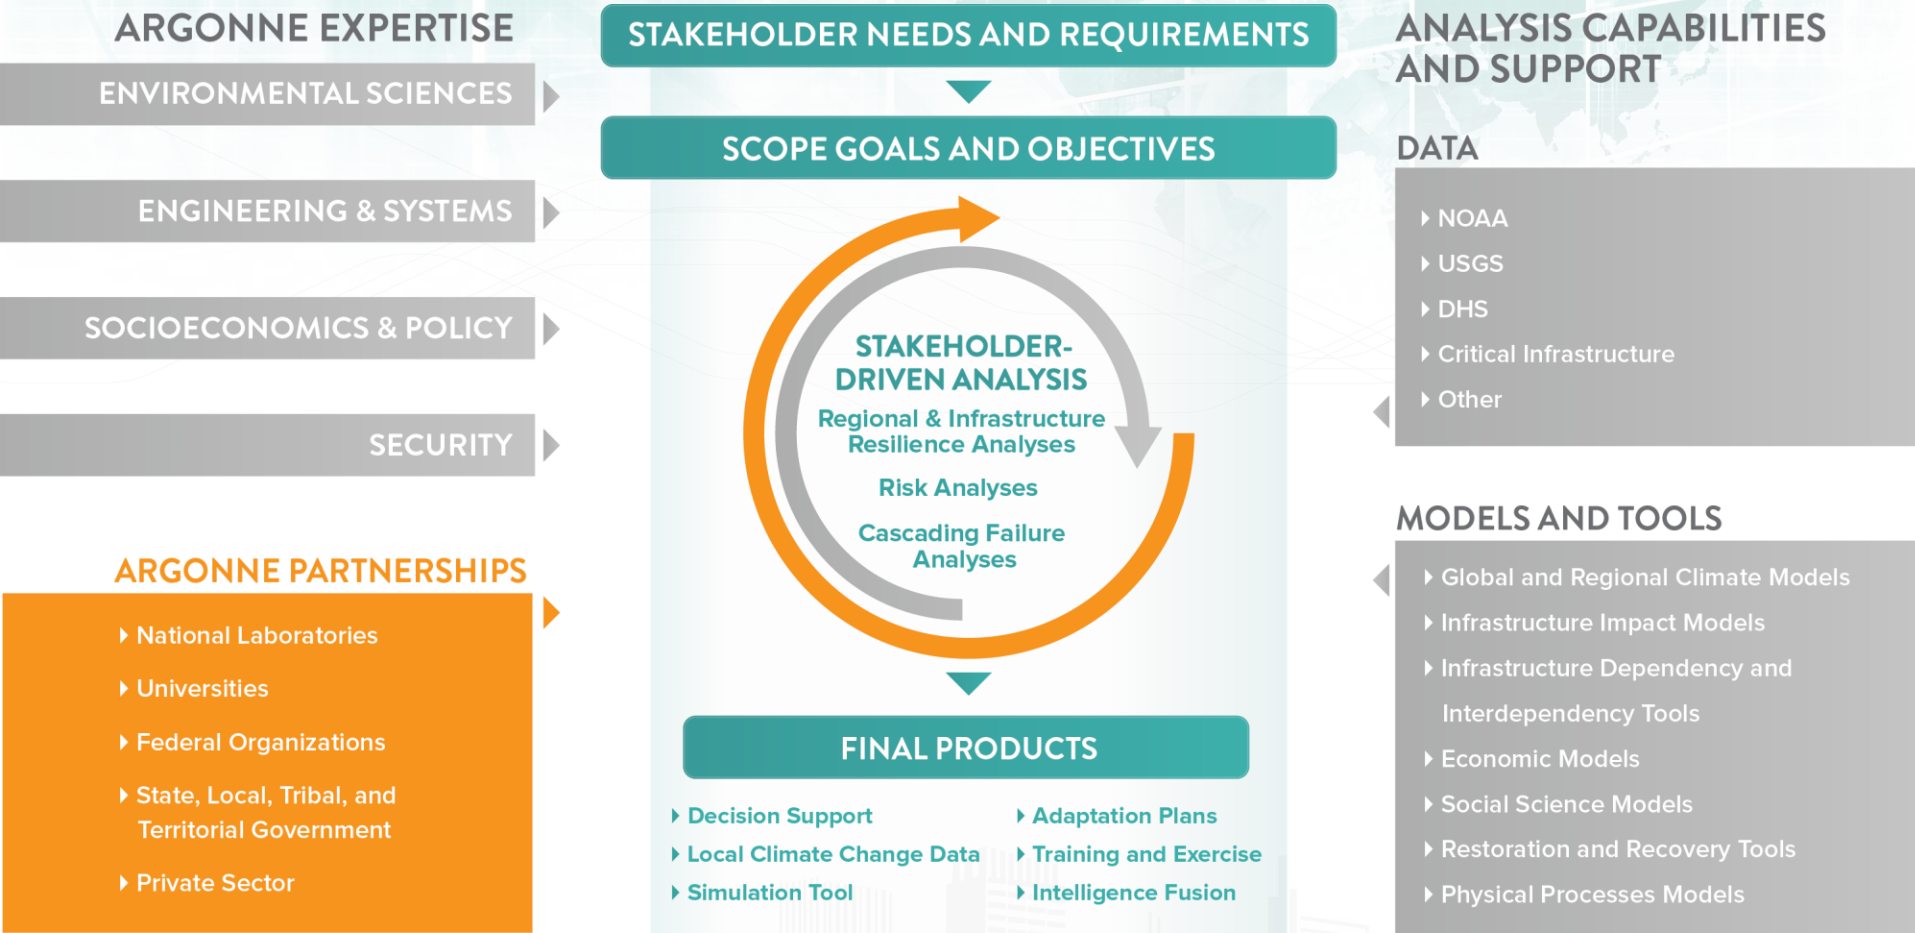 ARGONNE EXPERTISE
ENVIRONMENTAL SCIENCES
ENGINEERING & SYSTEMS
SOCIOECONOMICS & POLICY
SECURITY
ARGONNE PARTNERSHIPS
National Laboratories
Universities
Federal Organizations
State, Local, Tribal, and
Territorial Government
Private Sector
STAKEHOLDER NEEDS AND REQUIREMENTS
SCOPE GOALS AND OBJECTIVES
STAKEHOLDER-
DRIVEN ANALYSIS
Regional & Infrastructure
Resilience Analyses
Risk Analyses
Cascading Failure
Analyses
FINAL PRODUCTS
Decision Support
Local Climate Change Data
Simulation Tool
Adaptation Plans
Training and Exercise
Intelligence Fusion
ANALYSIS CAPABILITIES
AND SUPPORT
DATA
NOAA
USGS
DHS
Critical Infrastructure
Other
MODELS AND TOOLS
Global and Regional Climate Models
Infrastructure Impact Models
Infrastructure Dependency and
Interdependency Tools
Economic Models
Social Science Models
Restoration and Recovery Tools
Physical Processes Models